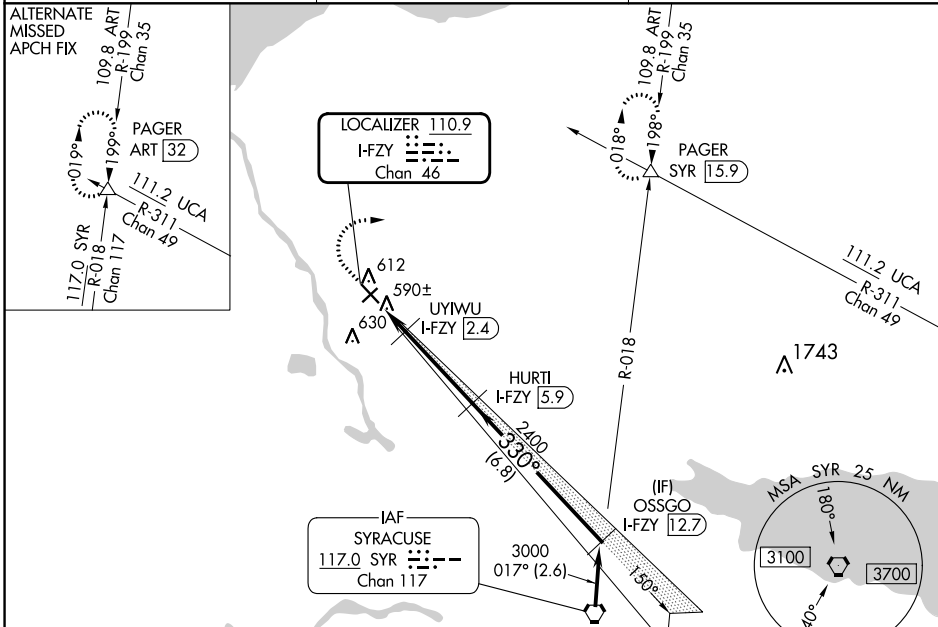 ALTERNATE
MISSED
APCH FIX
109.8 ART
R-199
Chan 35
019°
199°
PAGER
ART 32
111.2 UCA
R-311
Chan 49
117.0 SYR
R-018
Chan 117
LOCALIZER 110.9
I-FZY
Chan 46
109.8 ART
R-199
Chan 35
018°
198°
PAGER
SYR 15.9
111.2 UCA
R-311
Chan 49
612
590±
630
UYIWU
I-FZY 2.4
R-018
1743
HURTI
I-FZY 5.9
2400
330°
(6.8)
(IF)
OSSGO
I-FZY 12.7
IAF
SYRACUSE
117.0 SYR
Chan 117
3000
017° (2.6)
150°
MSA SYR 25 NM
180°
3100
3700